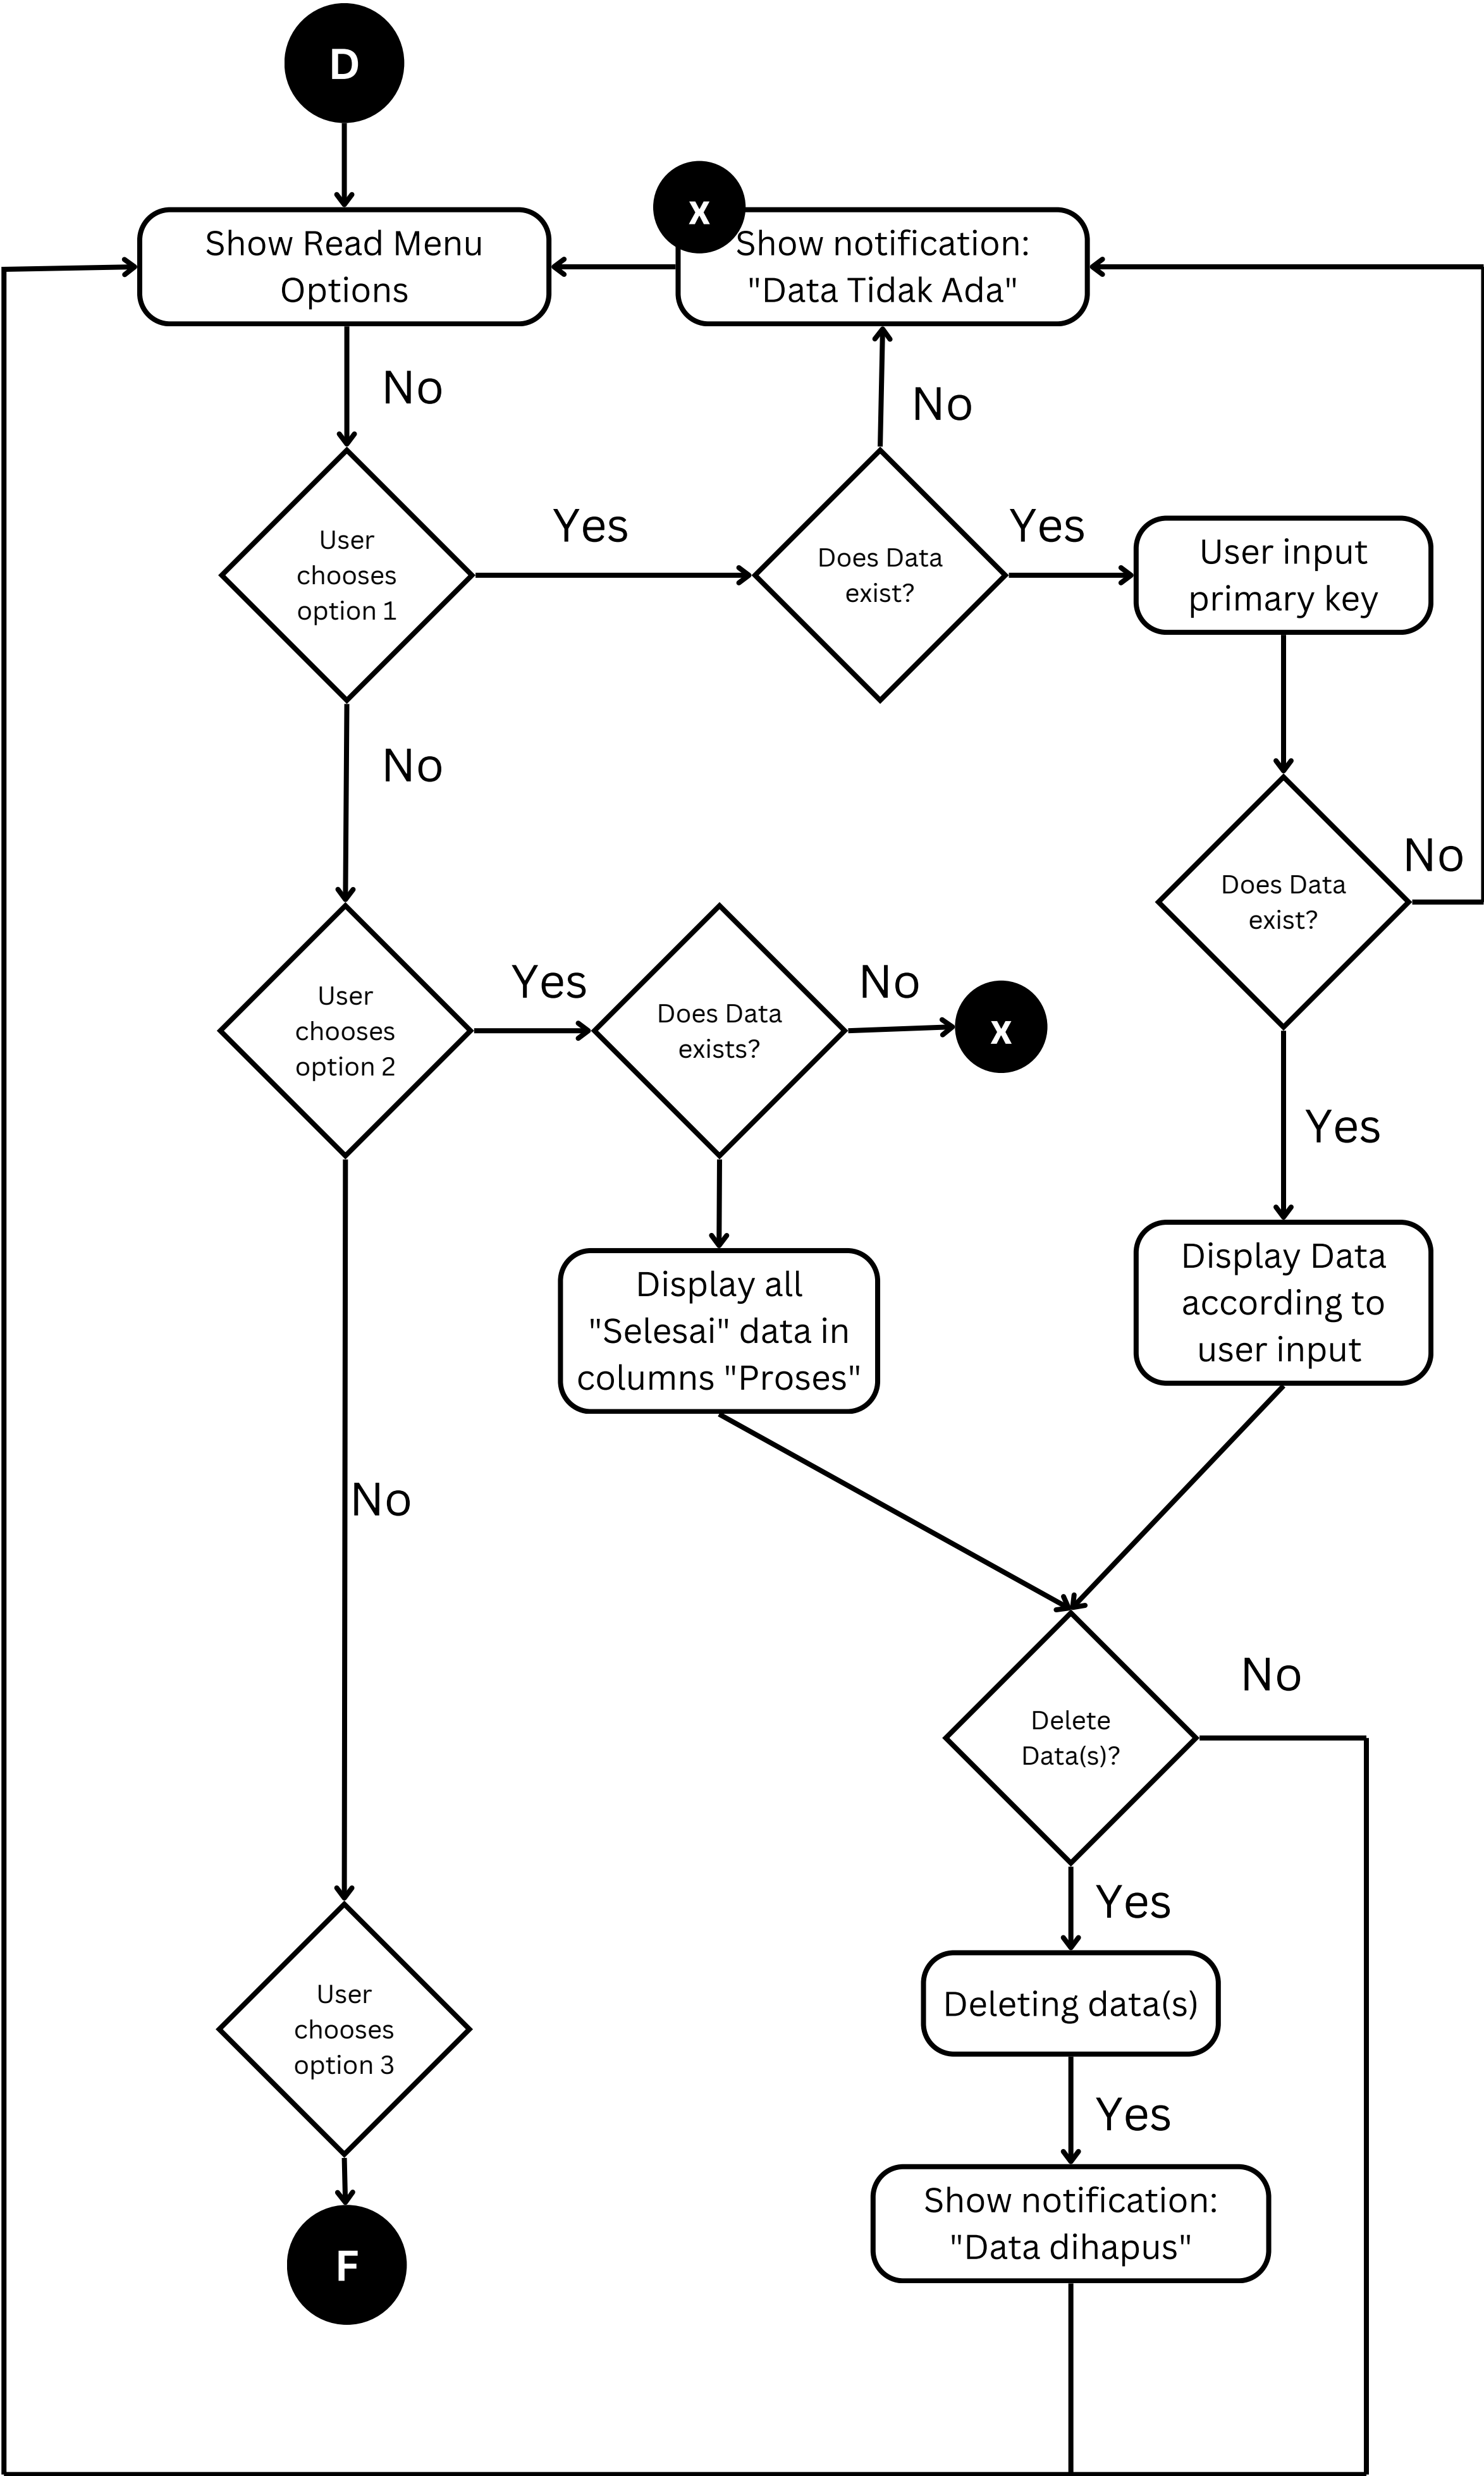 D
Show Read Menu
Options
x
Show notification:
"Data Tidak Ada"
No
No
User
chooses
option 1
Yes
Does Data
exist?
Yes
User input
primary key
No
Does Data
exist?
No
User
chooses
option 2
Yes
Does Data
exists?
No
x
Yes
Display all
"Selesai" data in
columns "Proses"
Display Data
according to
user input
No
Delete
Data(s)?
No
Yes
User
chooses
option 3
Deleting data(s)
Yes
Show notification:
"Data dihapus"
F